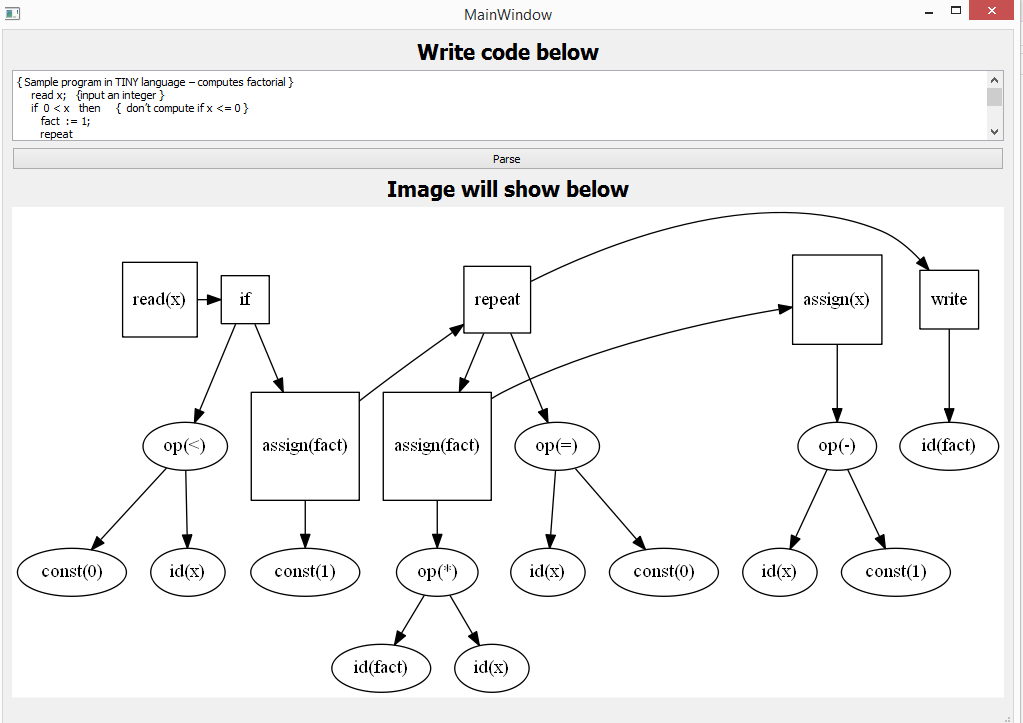 MainWindow
Write code below
{ Sample program in TINY language – computes factorial }
read x; {input an integer }
if 0 < x then { don't compute if x <= 0 }
fact := 1;
repeat
Parse
Image will show below
read(x)
if
repeat
assign(x)
write
op(<)
assign(fact)
assign(fact)
op(=)
op(-)
id(fact)
const(0)
id(x)
const(1)
op(*)
id(x)
const(0)
id(x)
const(1)
id(fact)
id(x)